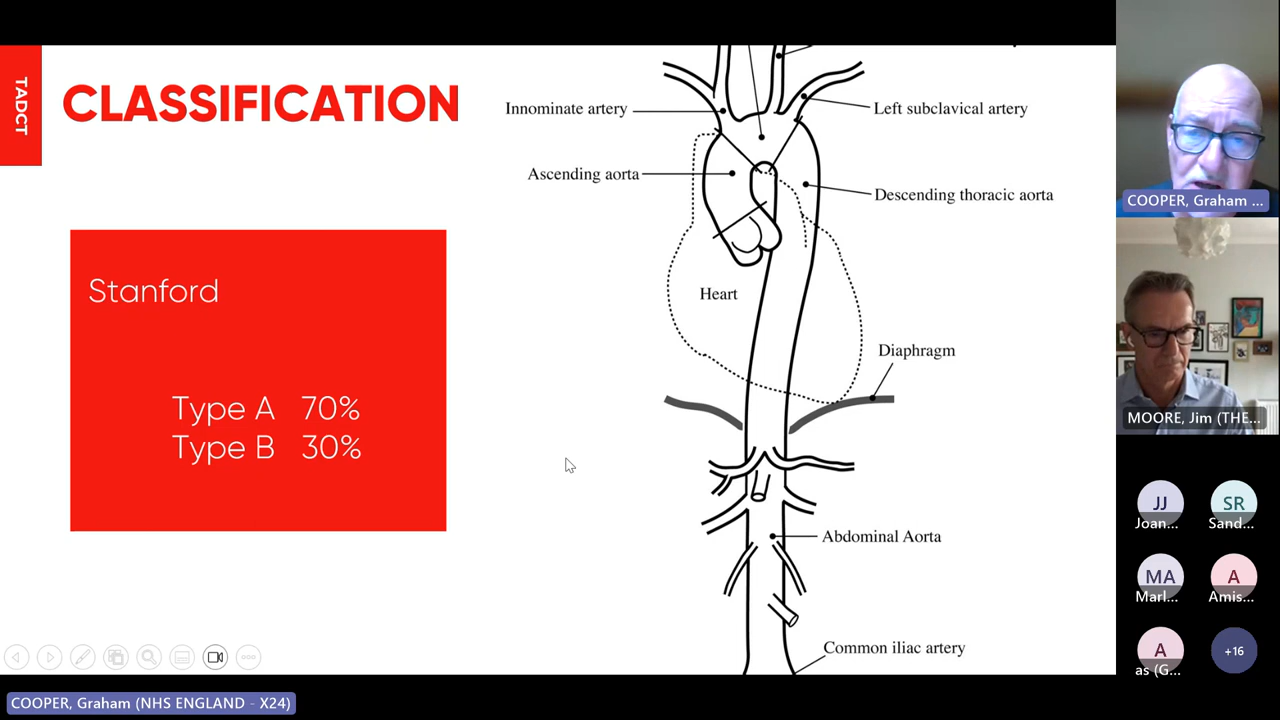 TADCT
CLASSIFICATION
Stanford
Type A 70%
Type B 30%
Innominate artery
Left subclavical artery
Ascending aorta
Descending thoracic aorta
Heart
Diaphragm
Abdominal Aorta
Common iliac artery
COOPER, Graham ...
MOORE, Jim (THE...
JJ
Joan...
SR
Sand...
MA
Marl...
A
Amis...
A
as (G...
+16
COOPER, Graham (NHS ENGLAND - X24)